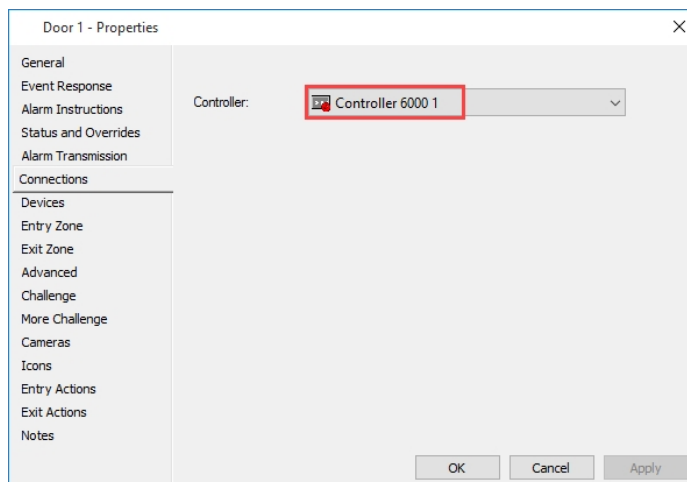 Door 1 - Properties
General
Event Response
Alarm Instructions
Status and Overrides
Alarm Transmission
Connections
Devices
Entry Zone
Exit Zone
Advanced
Challenge
More Challenge
Cameras
Icons
Entry Actions
Exit Actions
Notes
Controller: Controller 6000 1
OK Cancel Apply